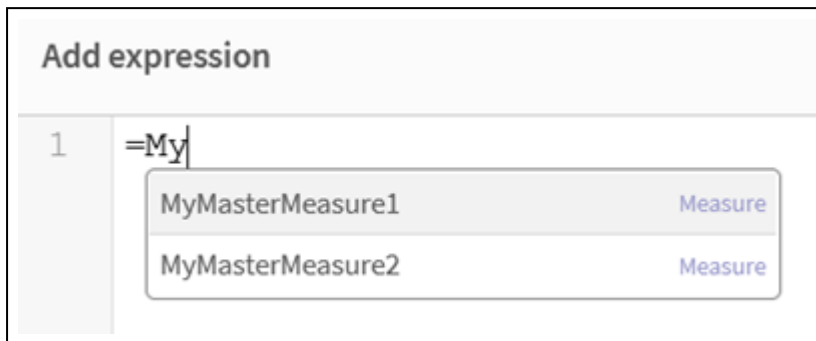 Add expression
1 =My
MyMasterMeasure1 Measure
MyMasterMeasure2 Measure